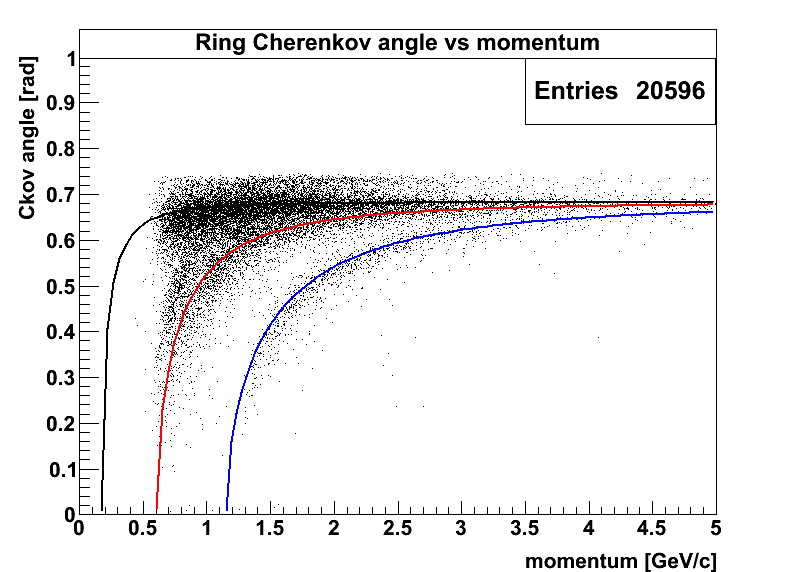 Ring Cherenkov angle vs momentum
Entries 20596
Ckov angle [rad]
1
0.9
0.8
0.7
0.6
0.5
0.4
0.3
0.2
0.1
0
0 0.5 1 1.5 2 2.5 3 3.5 4 4.5 5
momentum [GeV/c]